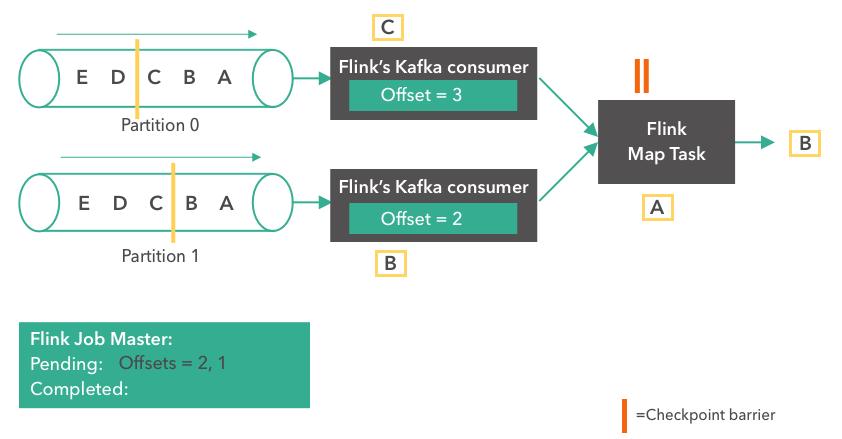 C
Flink's Kafka consumer
Offset = 3
E D C B A
Partition 0
Flink
Map Task
B
A
Flink's Kafka consumer
Offset = 2
E D C B A
B
Partition 1
Flink Job Master:
Pending: Offsets = 2, 1
Completed:
=Checkpoint barrier